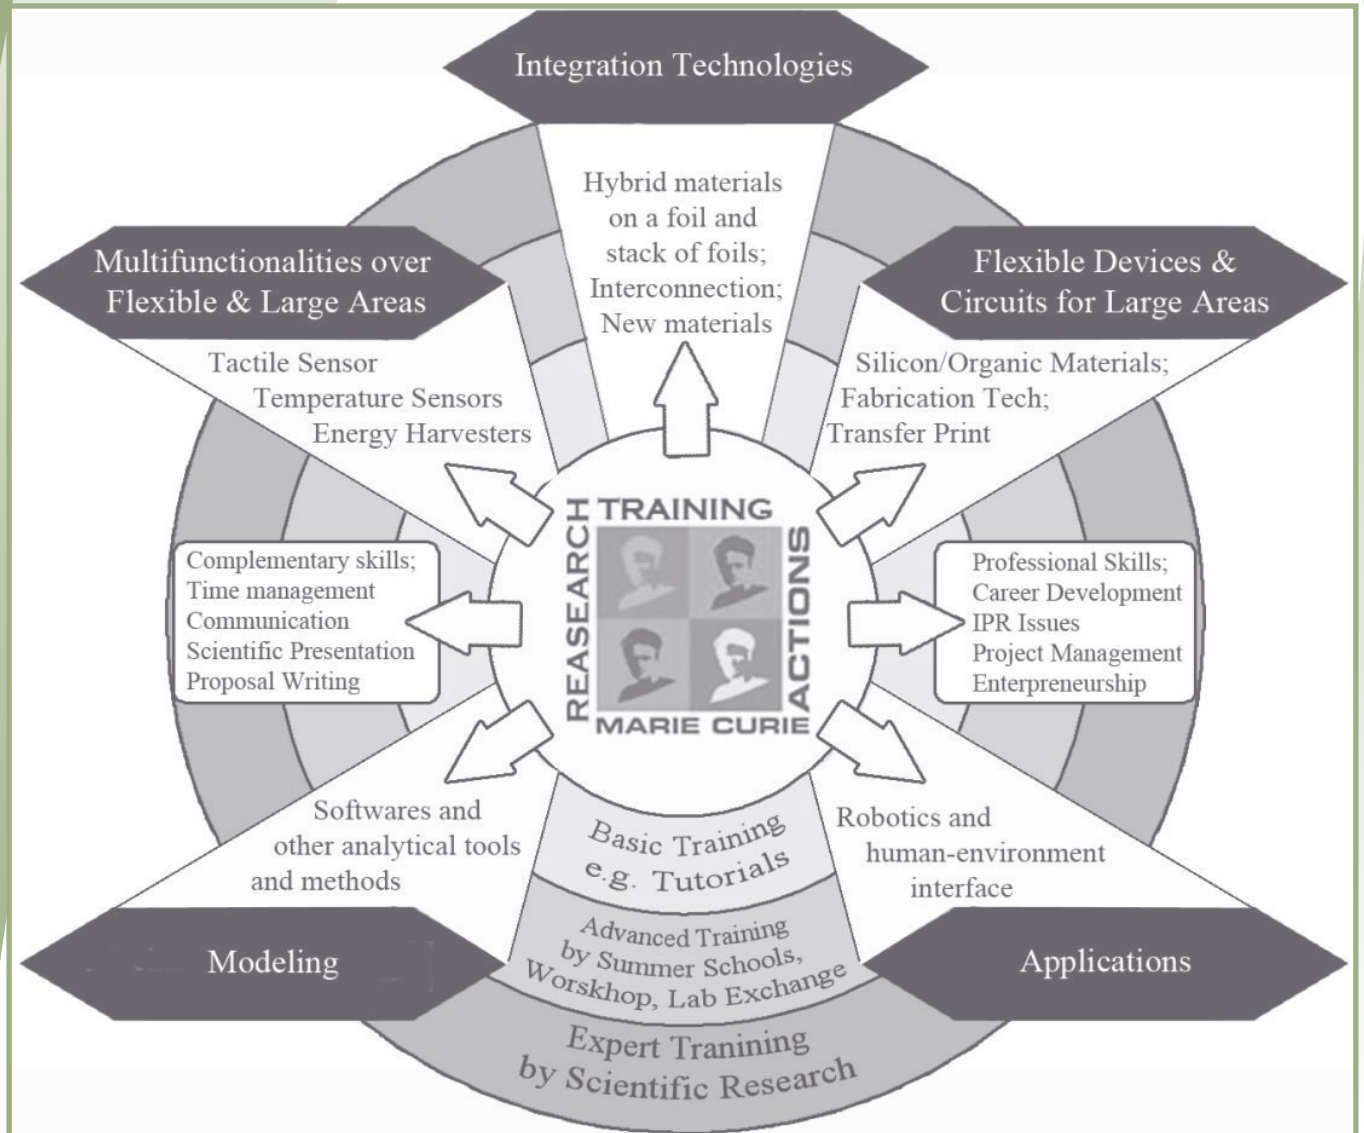 Integration Technologies
Hybrid materials
on a foil and
stack of foils;
Interconnection;
New materials
Multifunctionalities over
Flexible & Large Areas
Tactile Sensor
Temperature Sensors
Energy Harvesters
Flexible Devices &
Circuits for Large Areas
Silicon/Organic Materials;
Fabrication Tech;
Transfer Print
REASEARCH
TRAINING
ACTIONS
MARIE CURIE
Complementary skills;
Time management
Communication
Scientific Presentation
Proposal Writing
Professional Skills;
Career Development
IPR Issues
Project Management
Enterpreneurship
Softwares and
other analytical tools
and methods
Modeling
Robotics and
human-environment
interface
Applications
Basic Training
e.g. Tutorials
Advanced Training
by Summer Schools,
Worskhop, Lab Exchange
Expert Tranining
by Scientific Research